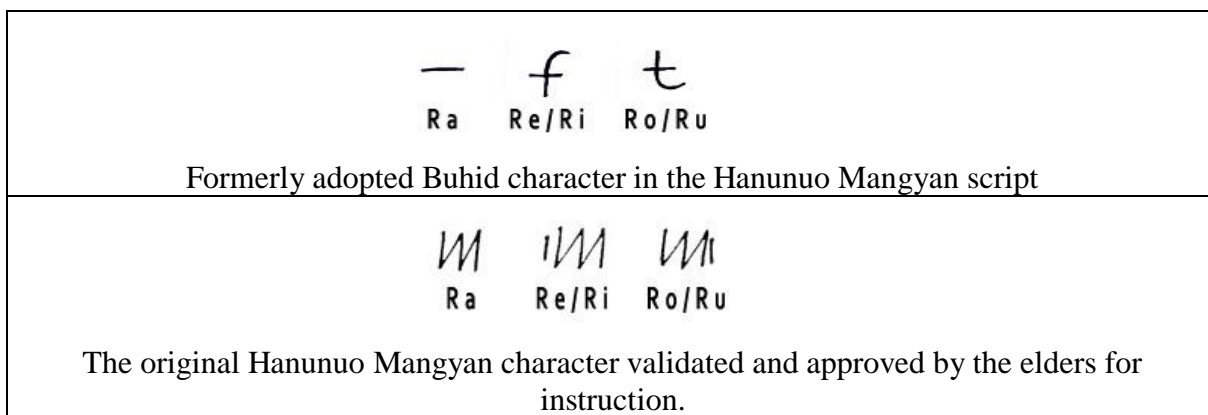 ᝍ ᝍᝒ ᝍᝓ
Ra Re/Ri Ro/Ru
Formerly adopted Buhid character in the Hanunuo Mangyan script
ᜭ ᜭᜲ ᜭᜳ
Ra Re/Ri Ro/Ru
The original Hanunuo Mangyan character validated and approved by the elders for
instruction.